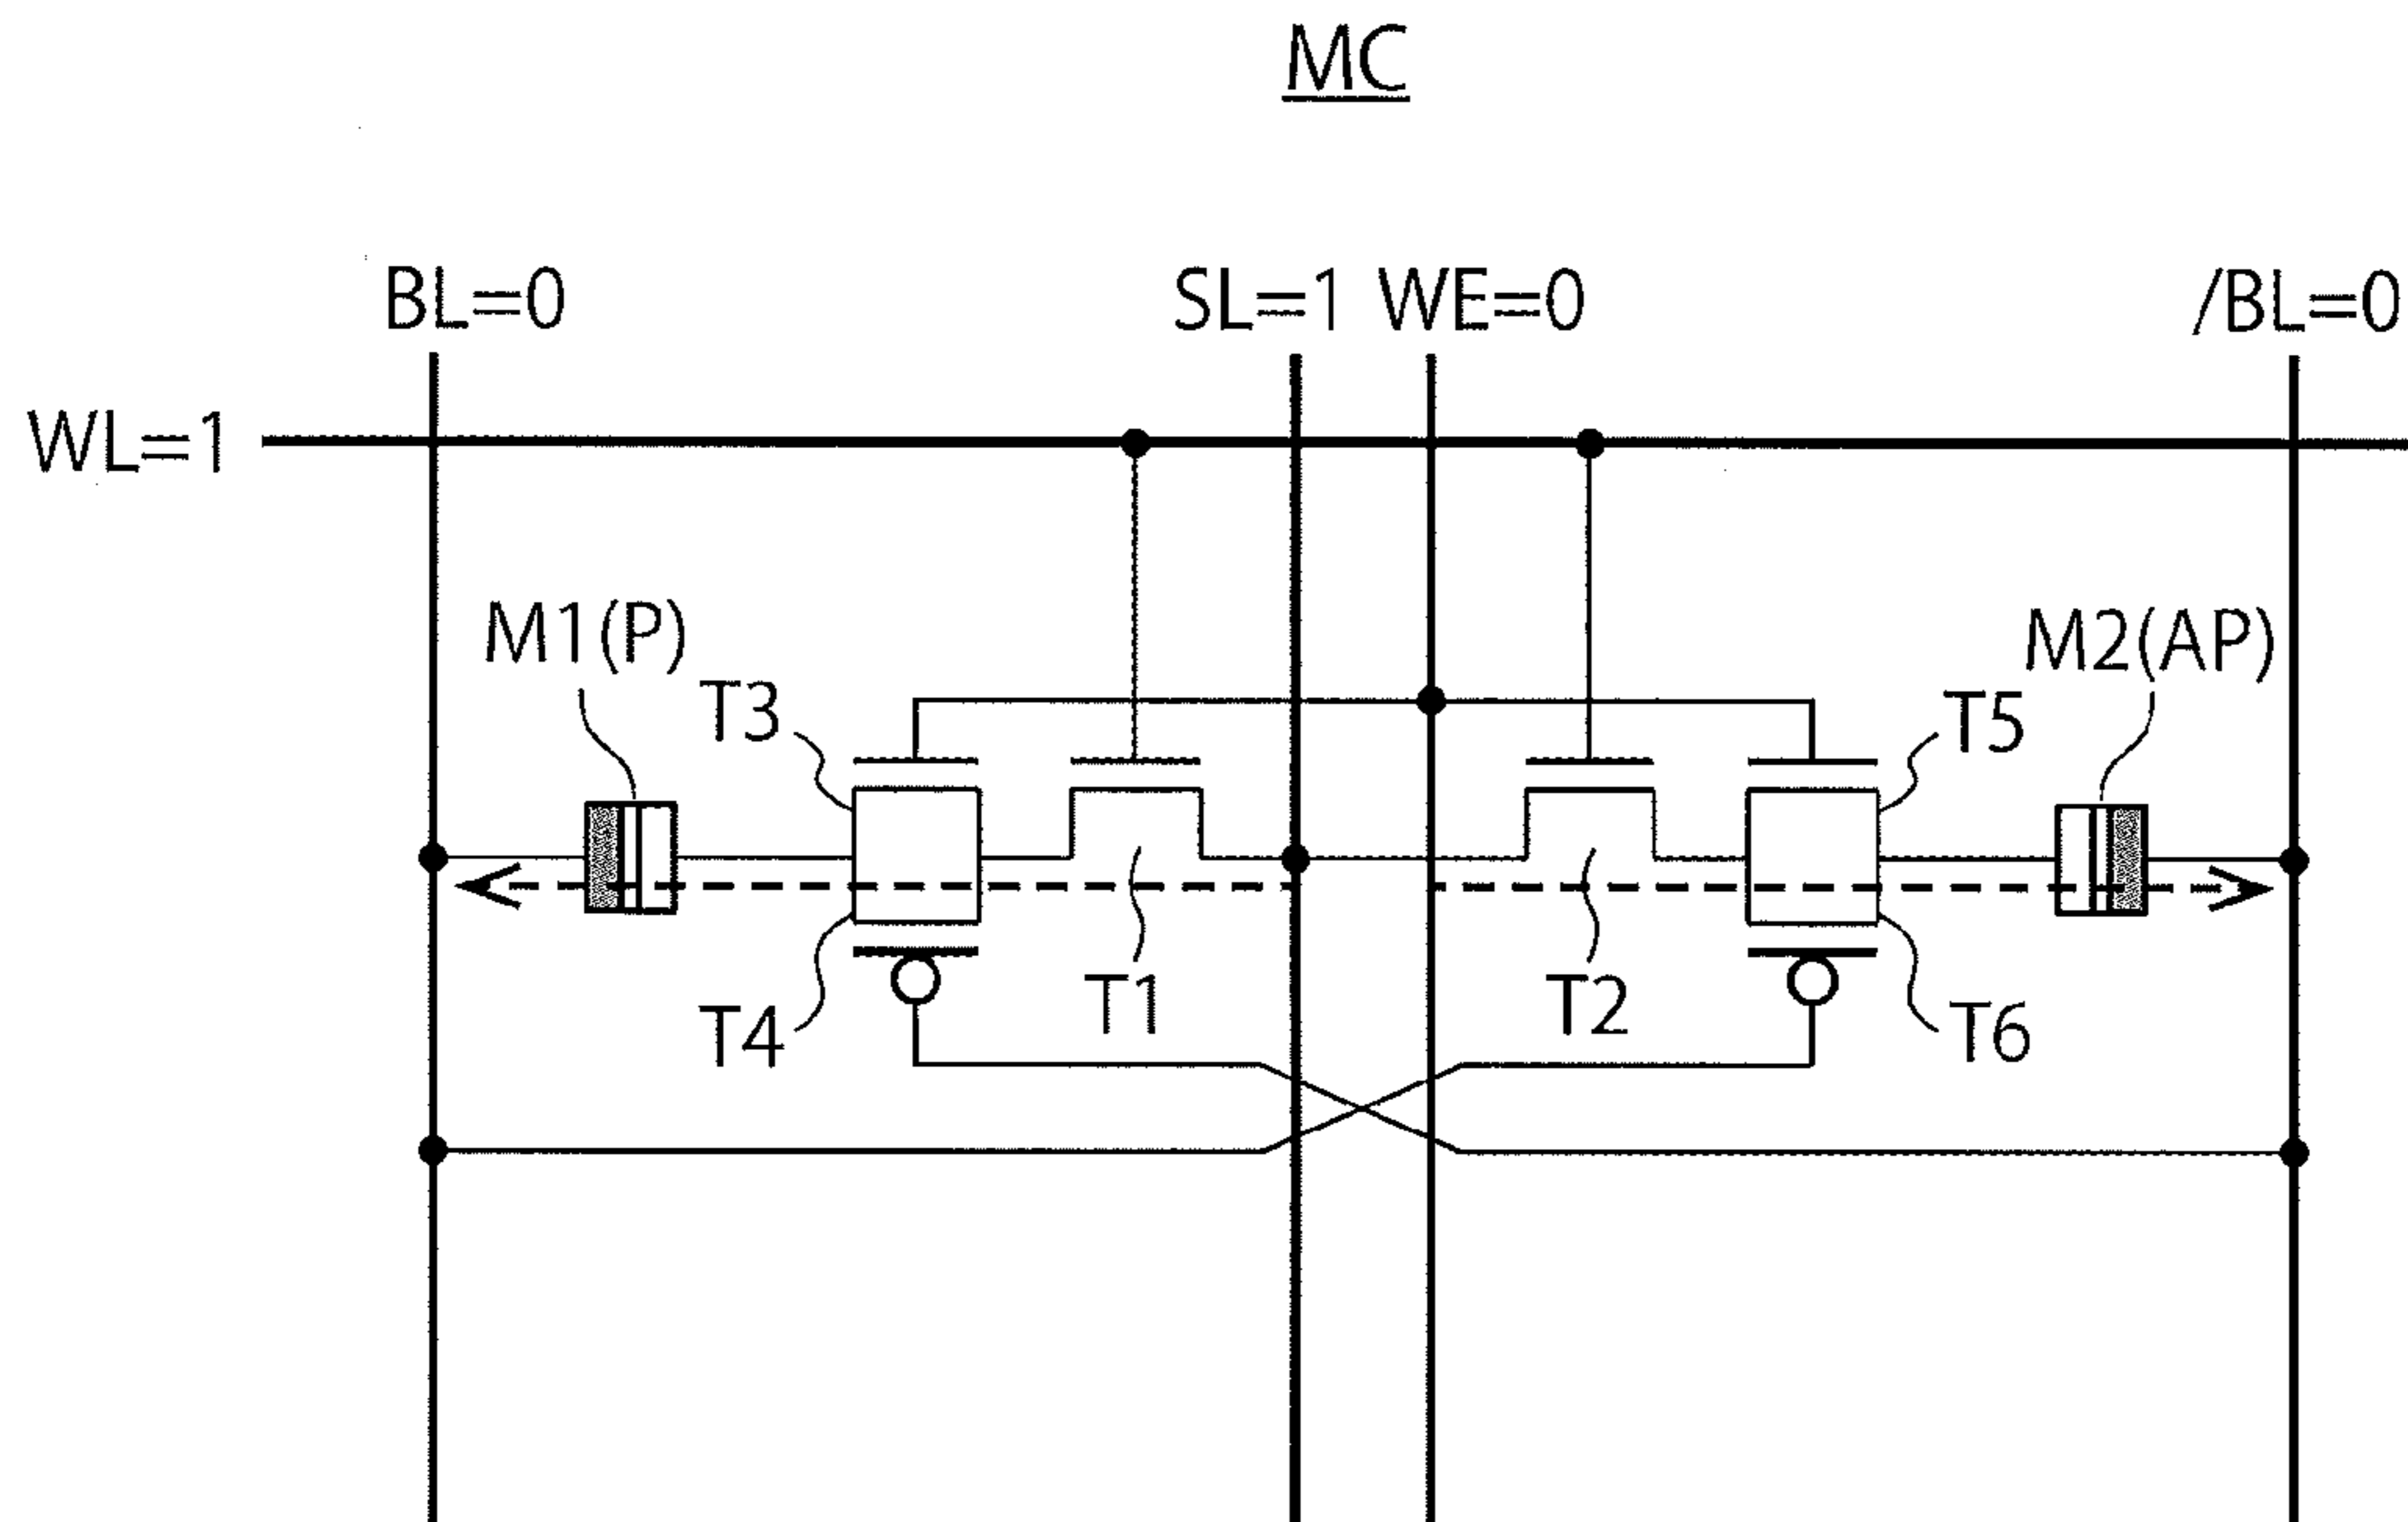 MC
BL=0 SL=1 WE=0 /BL=0
WL=1
M1(P) M2(AP)
T3 T5
T4 T1 T2 T6